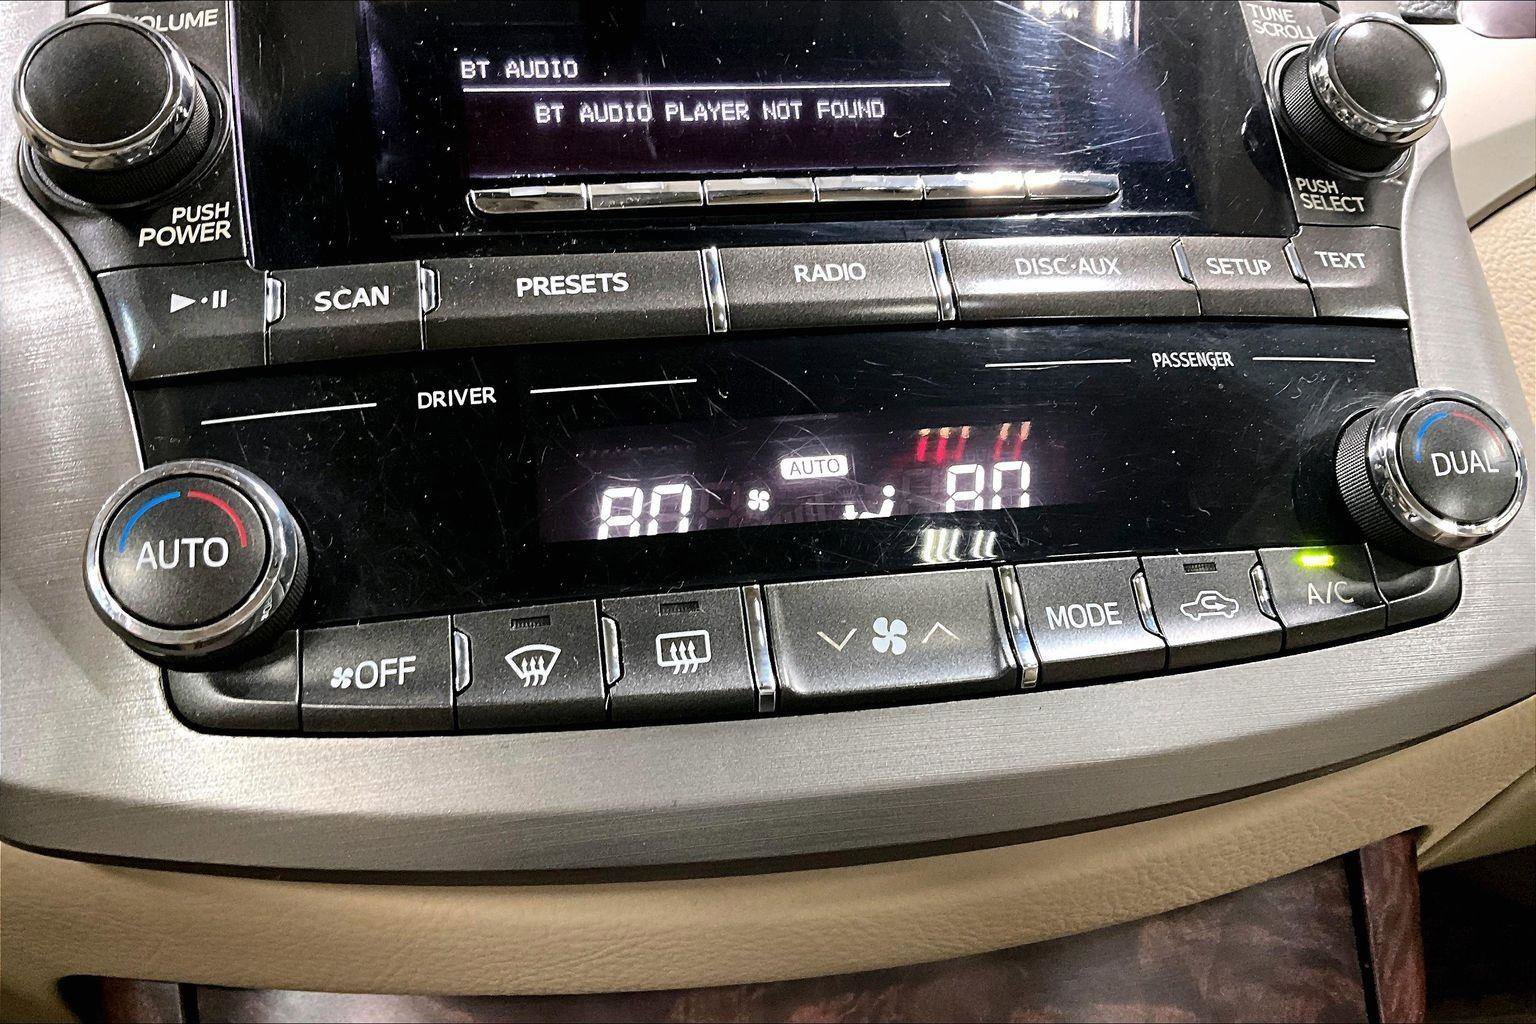 VOLUME
TUNE
SCROLL
BT AUDIO
BT AUDIO PLAYER NOT FOUND
PUSH
POWER
PUSH
SELECT
SCAN
PRESETS
RADIO
DISC·AUX
SETUP
TEXT
DRIVER
PASSENGER
AUTO
80
80
AUTO
DUAL
OFF
MODE
A/C